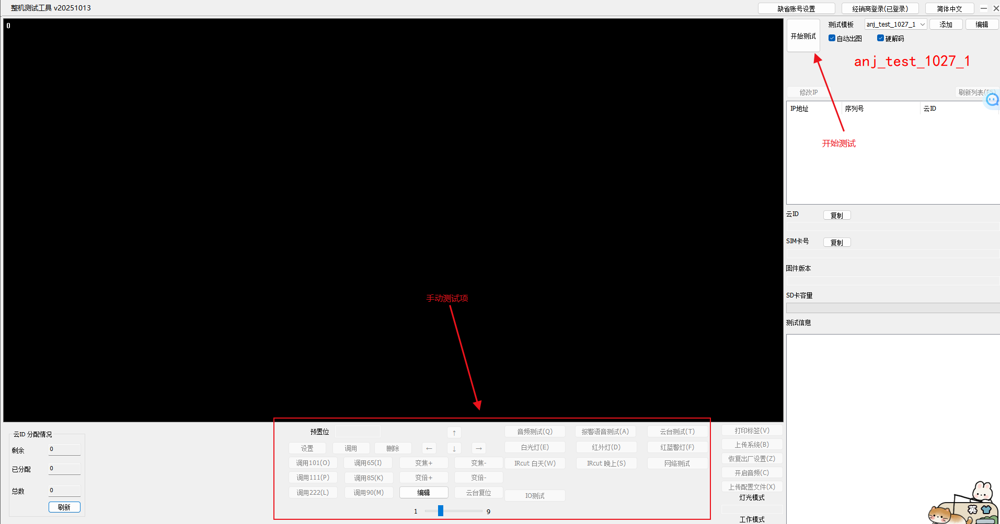 整机测试工具 v20251013
缺省账号设置
经销商登录(已登录)
简体中文
0
开始测试
测试模板
anj_test_1027_1
添加
编辑
自动出图
硬解码
anj_test_1027_1
修改IP
刷新列表(F5)
IP地址
序列号
云ID
开始测试
云ID
复制
SIM卡号
复制
固件版本
SD卡容量
测试信息
手动测试项
云ID 分配情况
剩余
0
已分配
0
总数
0
刷新
预置位
↑
设置
调用
删除
←
↓
→
调用101(O)
调用65(I)
变焦+
变焦-
调用111(P)
调用85(K)
变倍+
变倍-
调用222(L)
调用90(M)
编辑
云台复位
1
9
音频测试(Q)
报警语音测试(A)
云台测试(T)
白光灯(E)
红外灯(D)
红蓝警灯(F)
IRcut 白天(W)
IRcut 晚上(S)
网络测试
IO测试
打印标签(V)
上传系统(B)
恢复出厂设置(Z)
开启音频(C)
上传配置文件(X)
灯光模式
工作模式
英